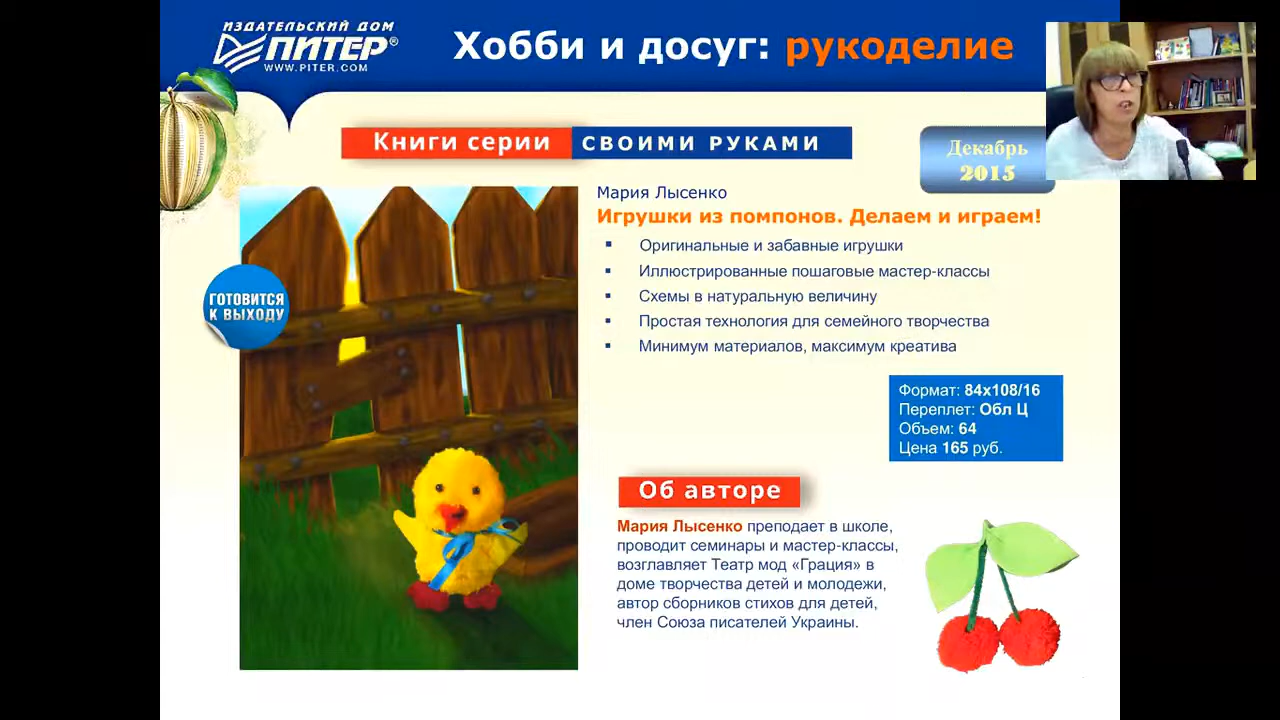 ИЗДАТЕЛЬСКИЙ ДОМ
ПИТЕР®
WWW.PITER.COM
Хобби и досуг: рукоделие
Книги серии СВОИМИ РУКАМИ
Декабрь
2015
Мария Лысенко
Игрушки из помпонов. Делаем и играем!
▪ Оригинальные и забавные игрушки
▪ Иллюстрированные пошаговые мастер-классы
▪ Схемы в натуральную величину
▪ Простая технология для семейного творчества
▪ Минимум материалов, максимум креатива
ГОТОВИТСЯ
К ВЫХОДУ
Формат: 84x108/16
Переплет: Обл Ц
Объем: 64
Цена 165 руб.
Об авторе
Мария Лысенко преподает в школе,
проводит семинары и мастер-классы,
возглавляет Театр мод «Грация» в
доме творчества детей и молодежи,
автор сборников стихов для детей,
член Союза писателей Украины.